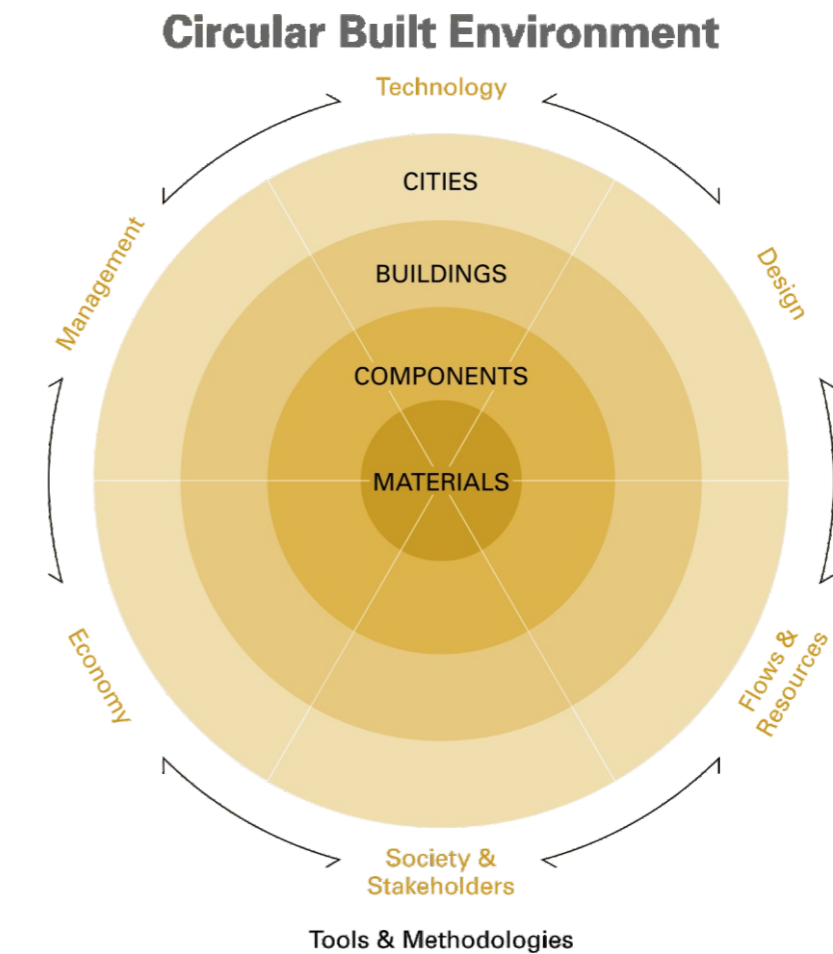 Circular Built Environment
Technology
CITIES
Management
Design
BUILDINGS
COMPONENTS
MATERIALS
Economy
Flows &
Resources
Society &
Stakeholders
Tools & Methodologies